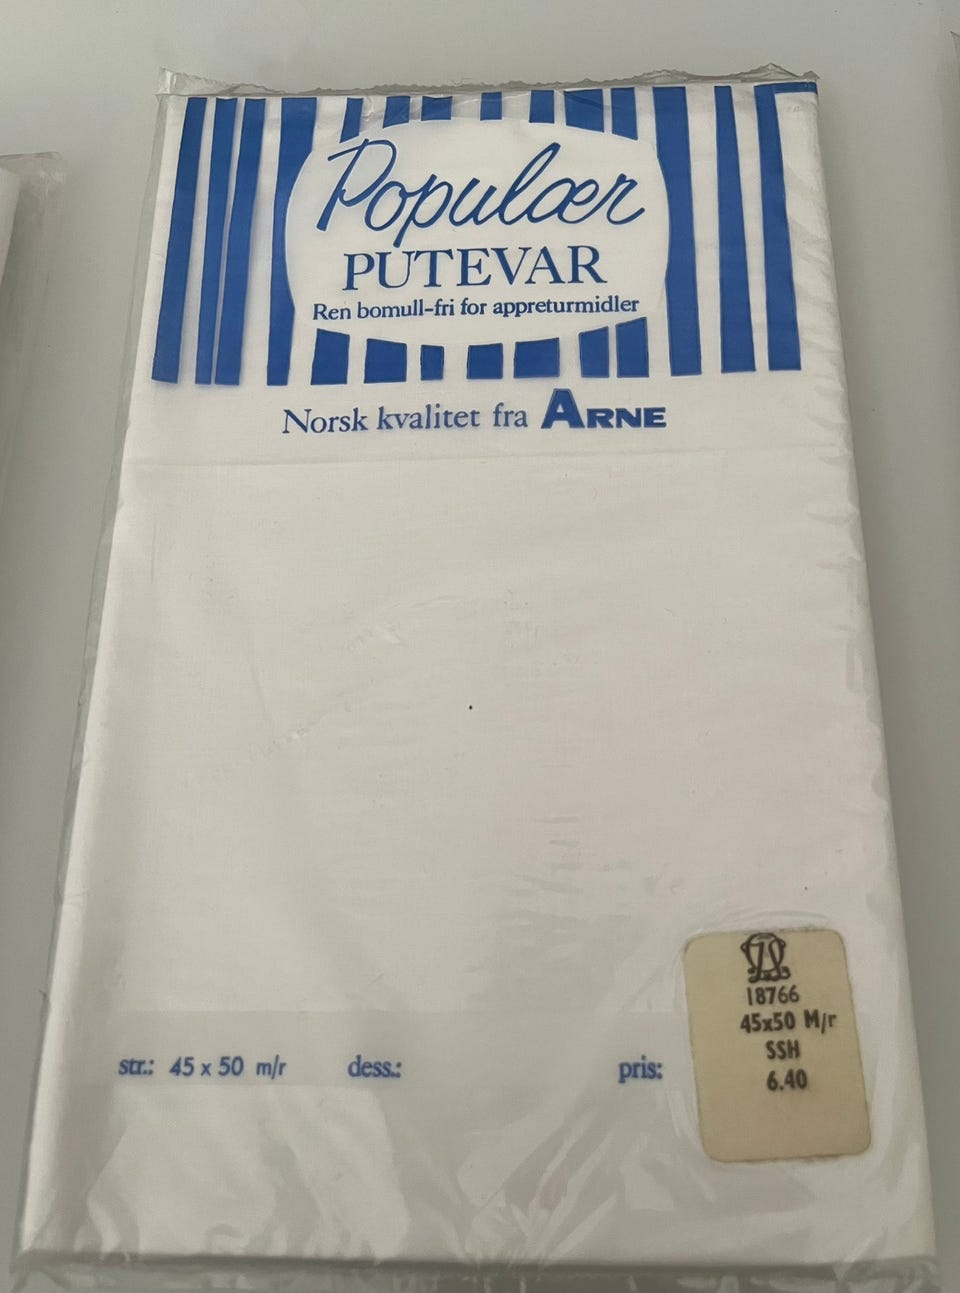 Populær
PUTEVAR
Ren bomull-fri for appreturmidler
Norsk kvalitet fra ARNE
str.: 45 x 50 m/r dess.: pris:
18766
45x50 M/r
SSH
6.40